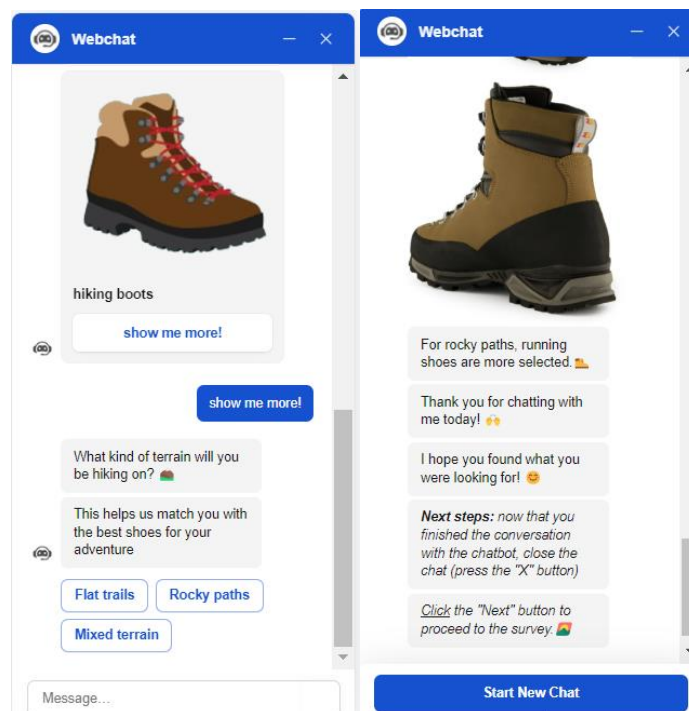 Webchat
hiking boots
show me more!
show me more!
What kind of terrain will you
be hiking on?
This helps us match you with
the best shoes for your
adventure
Flat trails
Rocky paths
Mixed terrain
Message...
Webchat
For rocky paths, running
shoes are more selected.
Thank you for chatting with
me today!
I hope you found what you
were looking for!
Next steps: now that you
finished the conversation
with the chatbot, close the
chat (press the "X" button)
Click the "Next" button to
proceed to the survey.
Start New Chat